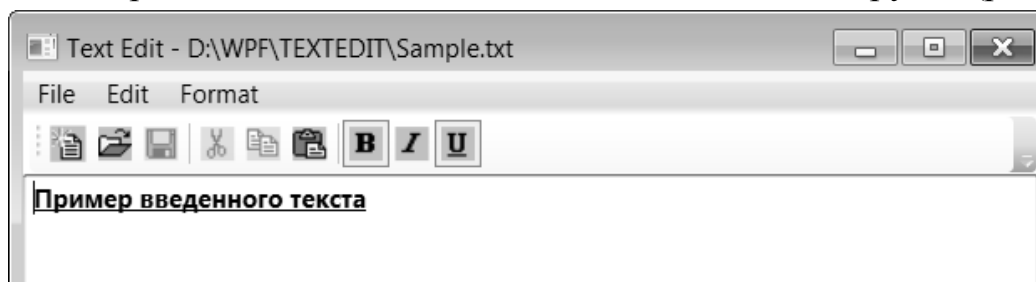 Text Edit - D:\WPF\TEXTEDIT\Sample.txt
File Edit Format
B I U
Пример введенного текста